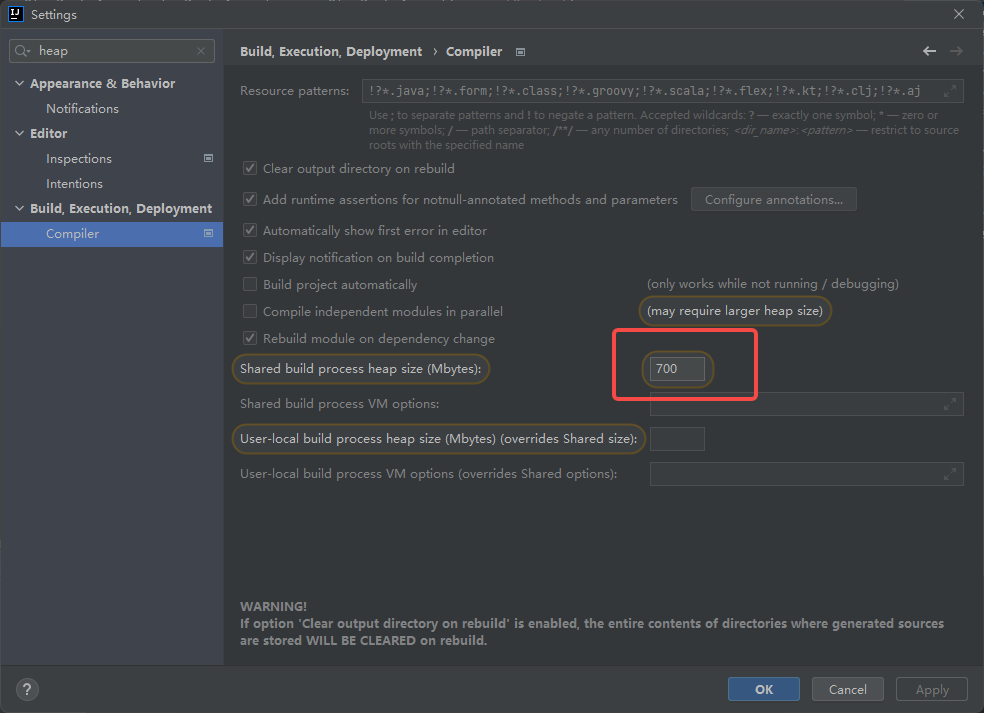 IJ Settings
heap
Appearance & Behavior
Notifications
Editor
Inspections
Intentions
Build, Execution, Deployment
Compiler
Build, Execution, Deployment › Compiler
Resource patterns: !?*.java;!?*.form;!?*.class;!?*.groovy;!?*.scala;!?*.flex;!?*.kt;!?*.clj;!?*.aj
Use ; to separate patterns and ! to negate a pattern. Accepted wildcards: ? — exactly one symbol; * — zero or
more symbols; / — path separator; /**/ — any number of directories; <dir_name>:<pattern> — restrict to source
roots with the specified name
Clear output directory on rebuild
Add runtime assertions for notnull-annotated methods and parameters Configure annotations...
Automatically show first error in editor
Display notification on build completion
Build project automatically (only works while not running / debugging)
Compile independent modules in parallel (may require larger heap size)
Rebuild module on dependency change
Shared build process heap size (Mbytes): 700
Shared build process VM options:
User-local build process heap size (Mbytes) (overrides Shared size):
User-local build process VM options (overrides Shared options):
WARNING!
If option 'Clear output directory on rebuild' is enabled, the entire contents of directories where generated sources
are stored WILL BE CLEARED on rebuild.
? OK Cancel Apply